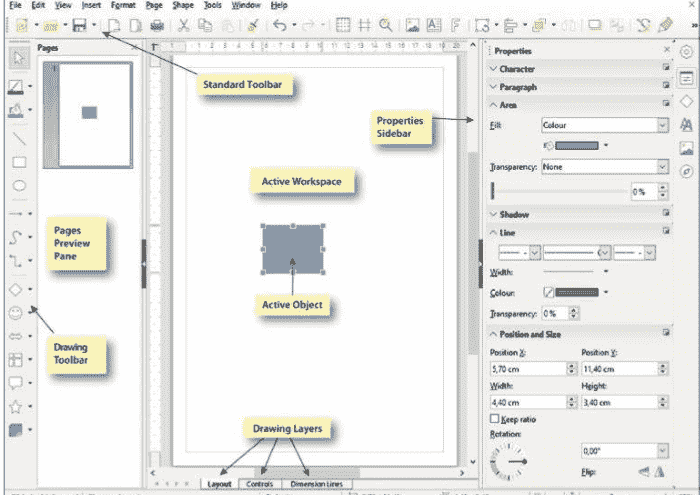 File Edit View Insert Format Page Shape Tools Window Help
Pages
1
Standard Toolbar
Properties
Sidebar
Active Workspace
Pages
Preview
Pane
Active Object
Drawing
Toolbar
Drawing Layers
Layout Controls Dimension Lines
Properties
Character
Paragraph
Area
Fill: Colour
Transparency: None
0%
Shadow
Line
Width:
Colour:
Transparency: 0%
Position and Size
Position X: Position Y:
5,70 cm 11,40 cm
Width: Height:
4,40 cm 3,40 cm
Keep ratio
Rotation:
0,00°
Flip: